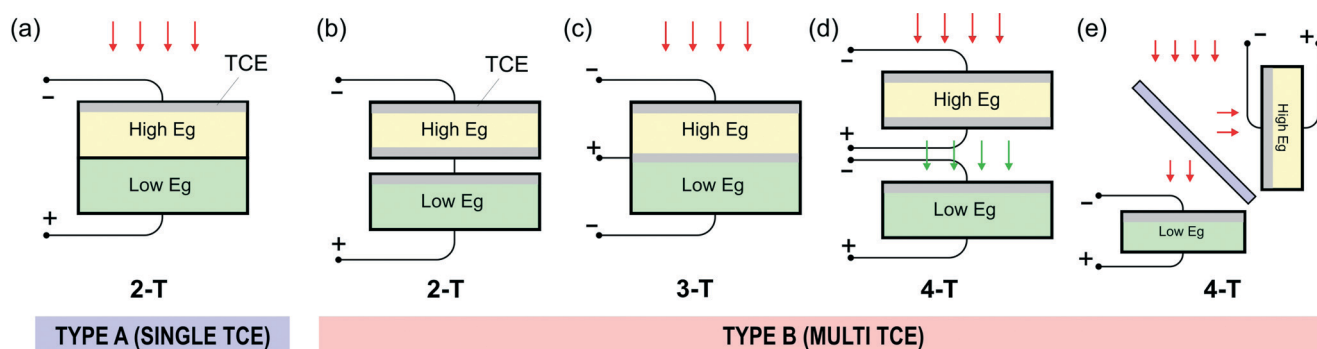 (a)
TCE
−
High Eg
Low Eg
+
2-T
(b)
TCE
−
High Eg
Low Eg
+
2-T
(c)
−
High Eg
+
Low Eg
−
3-T
(d)
−
High Eg
+
−
Low Eg
+
4-T
(e)
−
+
High Eg
−
Low Eg
+
4-T
TYPE A (SINGLE TCE)
TYPE B (MULTI TCE)